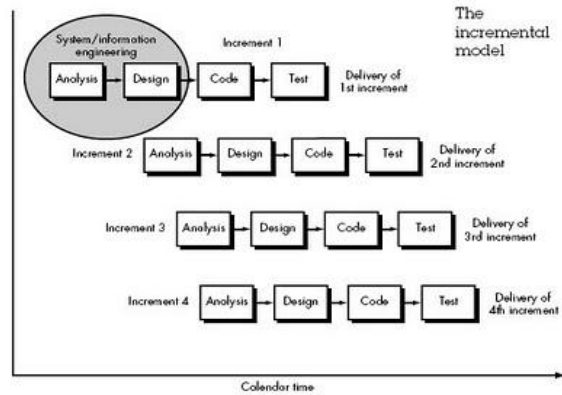 The
incremental
model
System/information
engineering
Increment 1
Analysis
Design
Code
Test
Delivery of
1st increment
Increment 2
Analysis
Design
Code
Test
Delivery of
2nd increment
Increment 3
Analysis
Design
Code
Test
Delivery of
3rd increment
Increment 4
Analysis
Design
Code
Test
Delivery of
4th increment
Calendar time